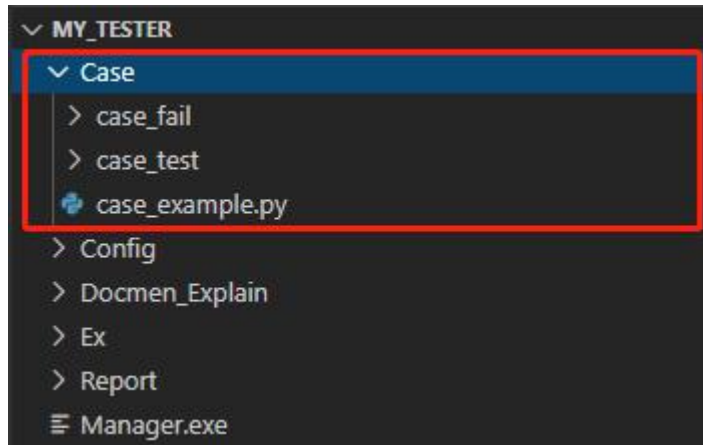 MY_TESTER
Case
case_fail
case_test
case_example.py
Config
Docmen_Explain
Ex
Report
Manager.exe